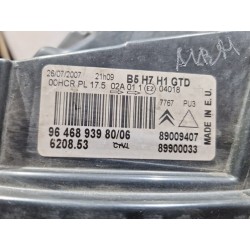 26/07/2007 21h09 B5 H7 H1 GTD
00HCR PL 17.5 02A 01 1 (E2) 04018
7767 PU3
MADE IN E.U.
96 468 939 80/06 89009407
6208.53 89900033